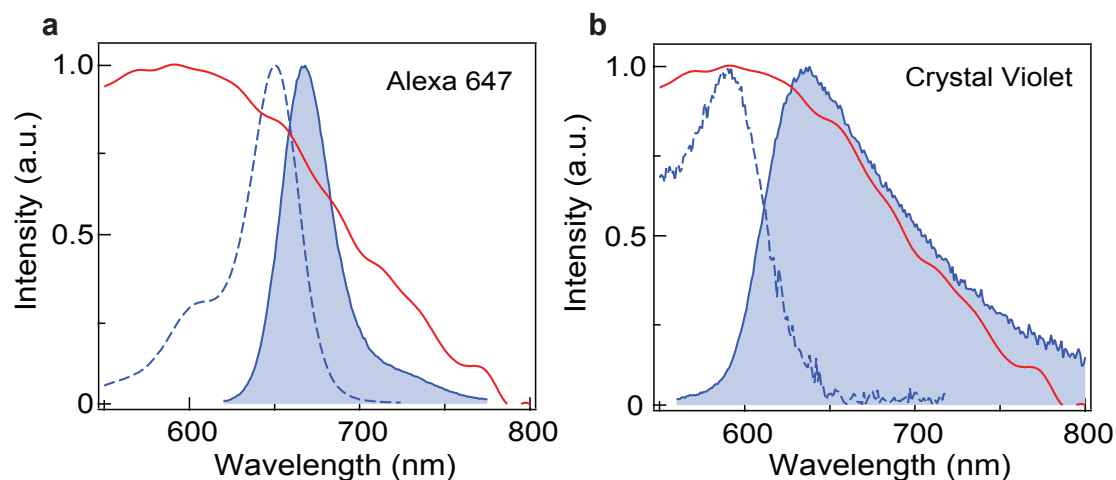 a
Alexa 647
1.0
0.5
0
Intensity (a.u.)
600 700 800
Wavelength (nm)
b
Crystal Violet
1.0
0.5
0
Intensity (a.u.)
600 700 800
Wavelength (nm)